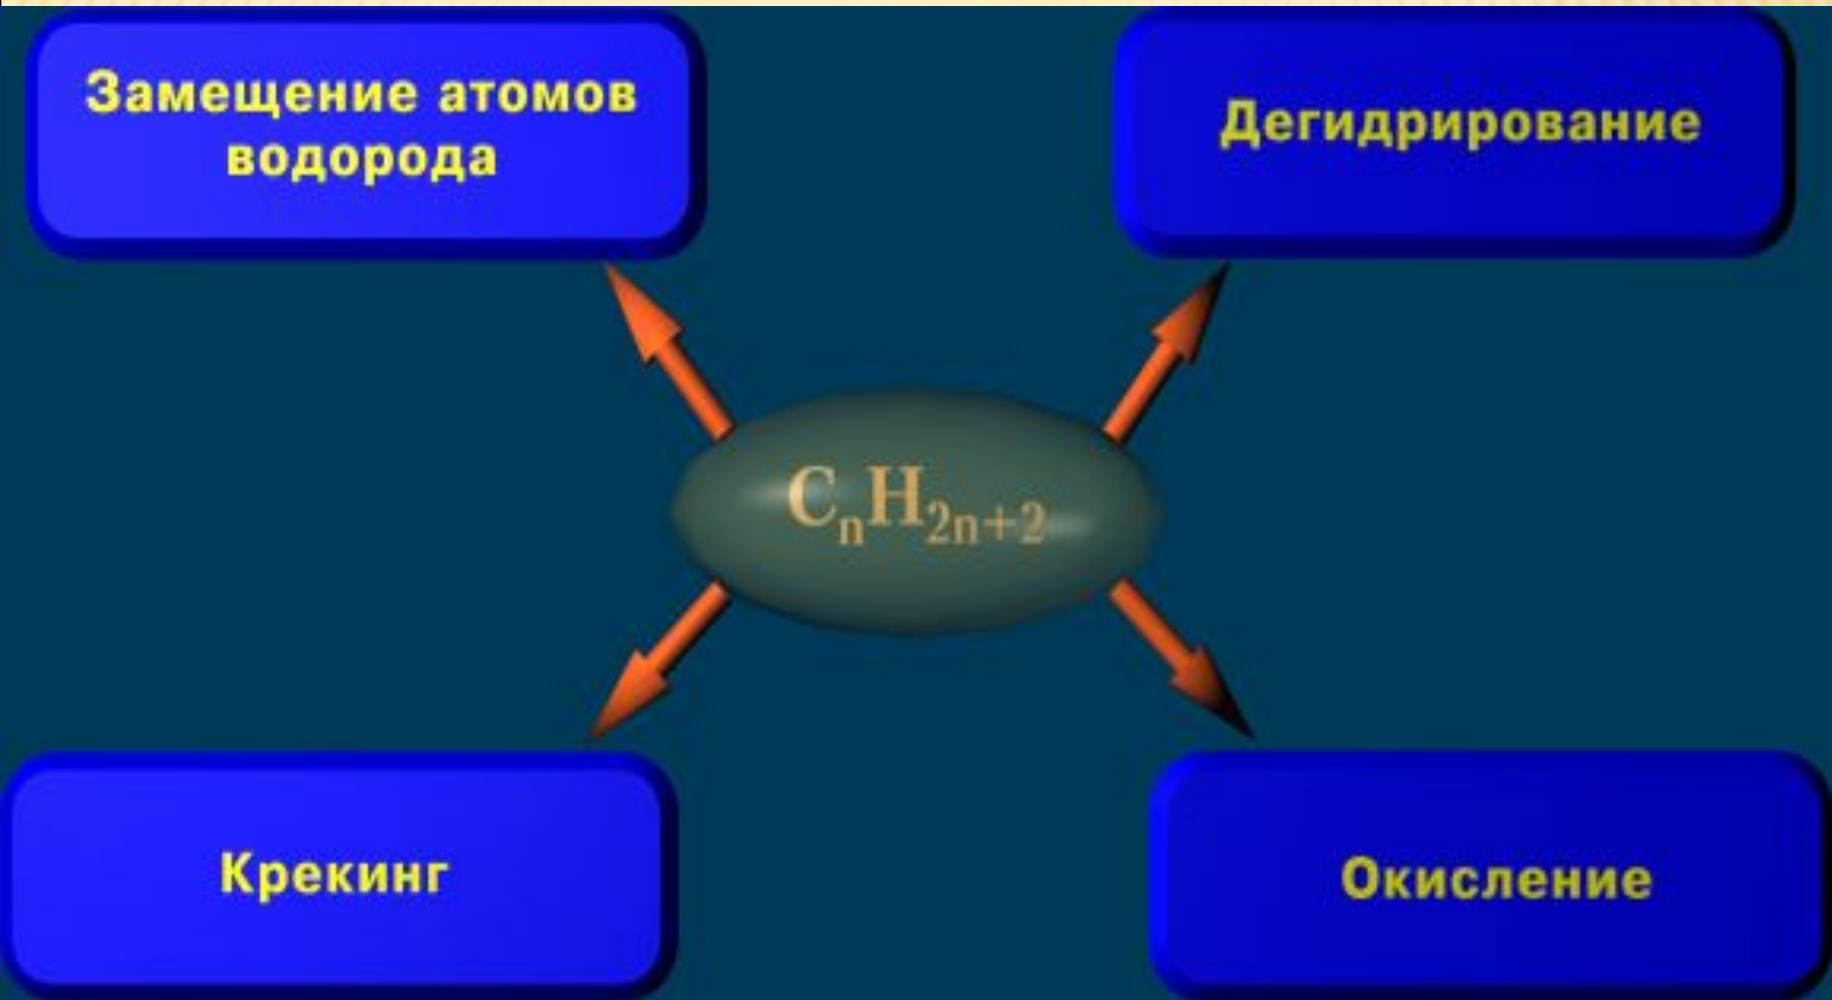 Замещение атомов
водорода
Дегидрирование
CₙH₂ₙ₊₂
Крекинг
Окисление